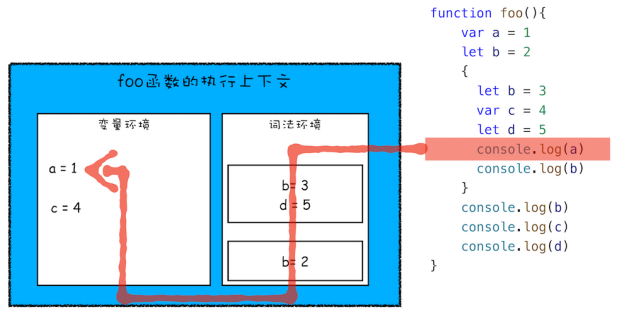 foo函数的执行上下文
变量环境
a = 1
c = 4
词法环境
b= 3
d = 5
b= 2
function foo(){
    var a = 1
    let b = 2
    {
      let b = 3
      var c = 4
      let d = 5
      console.log(a)
      console.log(b)
    }
    console.log(b)
    console.log(c)
    console.log(d)
}